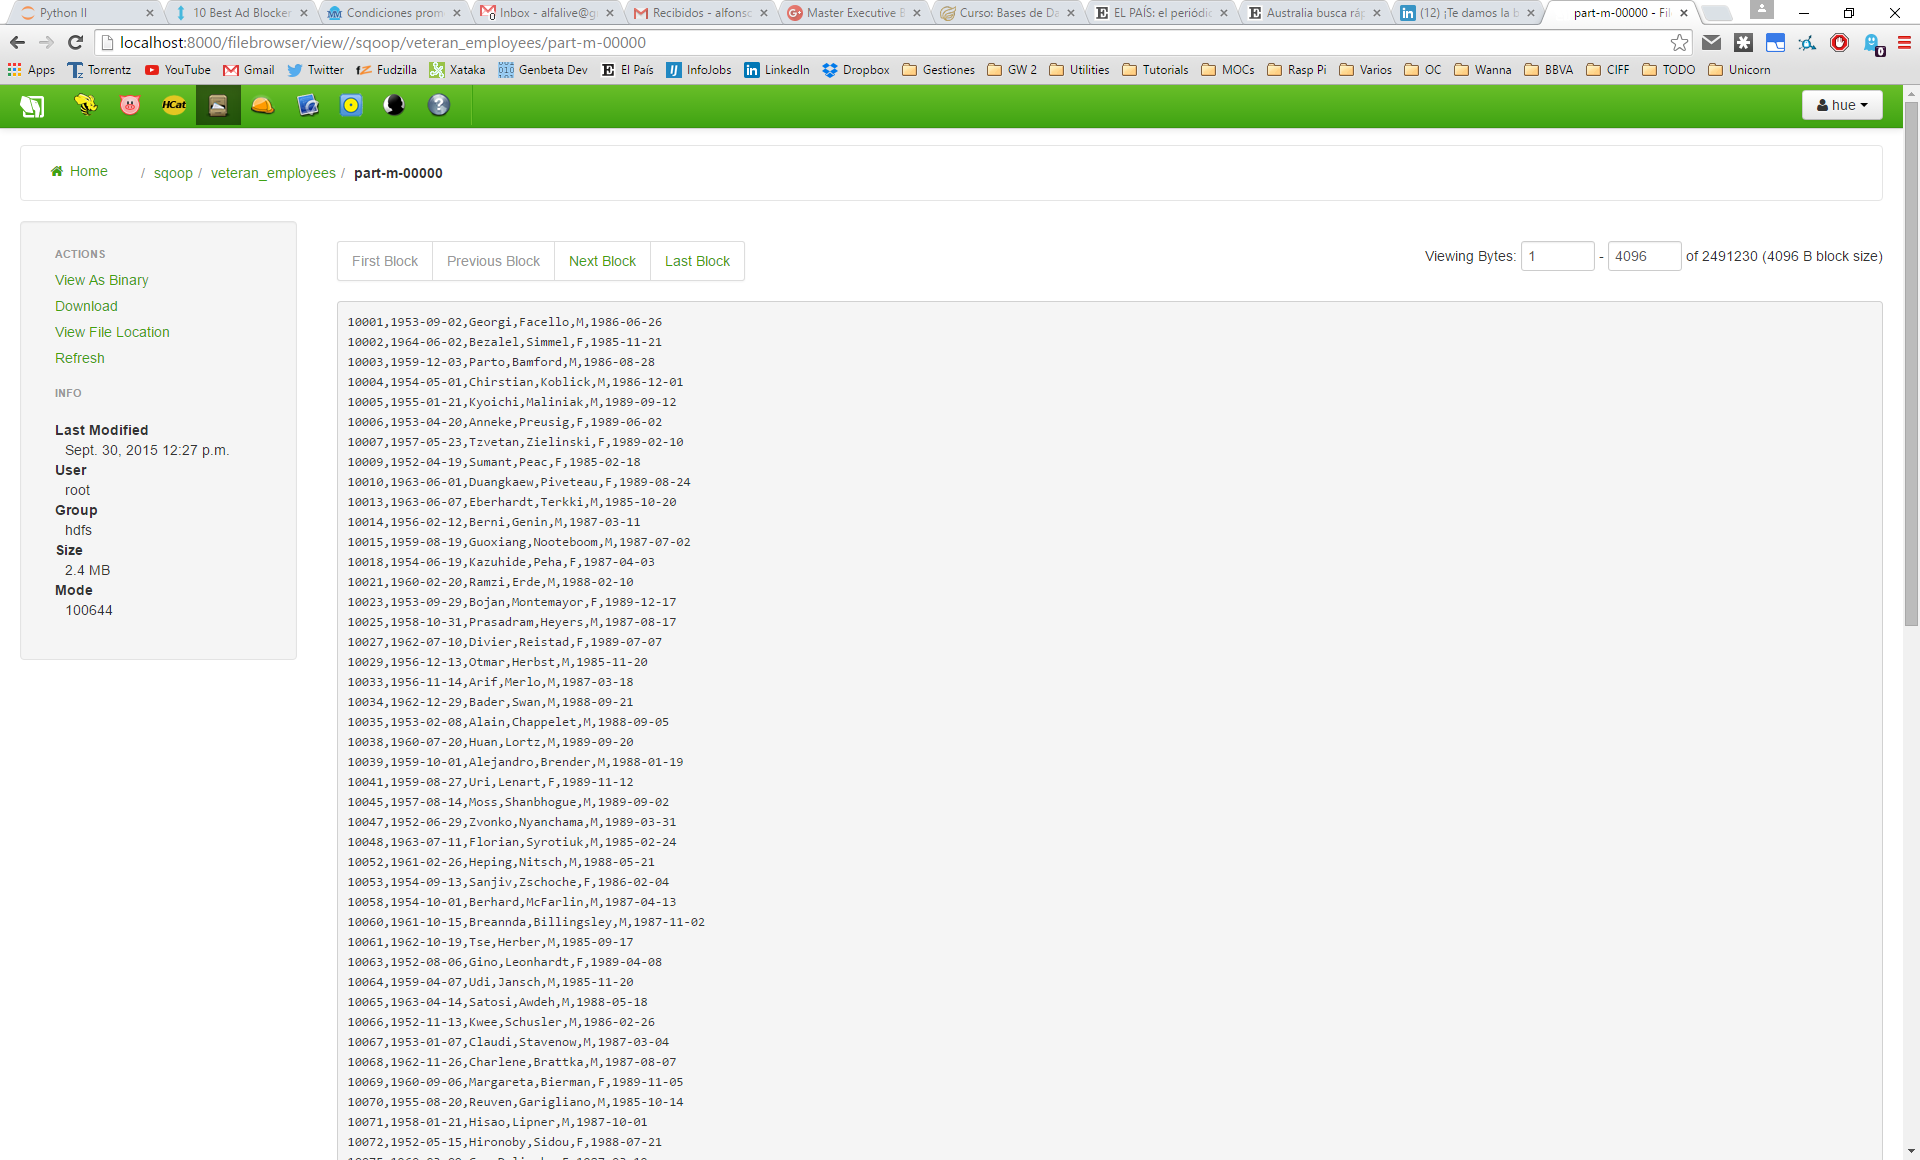 Python II
10 Best Ad Blocker
Condiciones prom
Inbox - alfalive@g
Recibidos - alfonsc
Master Executive B
Curso: Bases de Da
EL PAÍS: el periódic
Australia busca ráp
(12) ¡Te damos la b
part-m-00000 - Fil
localhost:8000/filebrowser/view//sqoop/veteran_employees/part-m-00000
Apps Torrentz YouTube Gmail Twitter Fudzilla Xataka Genbeta Dev El País InfoJobs LinkedIn Dropbox Gestiones GW 2 Utilities Tutorials MOCs Rasp Pi Varios OC Wanna BBVA CIFF TODO Unicorn
HCat
hue
Home / sqoop / veteran_employees / part-m-00000
ACTIONS
View As Binary
Download
View File Location
Refresh
INFO
Last Modified
Sept. 30, 2015 12:27 p.m.
User
root
Group
hdfs
Size
2.4 MB
Mode
100644
First Block Previous Block Next Block Last Block
Viewing Bytes: 1 - 4096 of 2491230 (4096 B block size)
10001,1953-09-02,Georgi,Facello,M,1986-06-26
10002,1964-06-02,Bezalel,Simmel,F,1985-11-21
10003,1959-12-03,Parto,Bamford,M,1986-08-28
10004,1954-05-01,Chirstian,Koblick,M,1986-12-01
10005,1955-01-21,Kyoichi,Maliniak,M,1989-09-12
10006,1953-04-20,Anneke,Preusig,F,1989-06-02
10007,1957-05-23,Tzvetan,Zielinski,F,1989-02-10
10009,1952-04-19,Sumant,Peac,F,1985-02-18
10010,1963-06-01,Duangkaew,Piveteau,F,1989-08-24
10013,1963-06-07,Eberhardt,Terkki,M,1985-10-20
10014,1956-02-12,Berni,Genin,M,1987-03-11
10015,1959-08-19,Guoxiang,Nooteboom,M,1987-07-02
10018,1954-06-19,Kazuhide,Peha,F,1987-04-03
10021,1960-02-20,Ramzi,Erde,M,1988-02-10
10023,1953-09-29,Bojan,Montemayor,F,1989-12-17
10025,1958-10-31,Prasadram,Heyers,M,1987-08-17
10027,1962-07-10,Divier,Reistad,F,1989-07-07
10029,1956-12-13,Otmar,Herbst,M,1985-11-20
10033,1956-11-14,Arif,Merlo,M,1987-03-18
10034,1962-12-29,Bader,Swan,M,1988-09-21
10035,1953-02-08,Alain,Chappelet,M,1988-09-05
10038,1960-07-20,Huan,Lortz,M,1989-09-20
10039,1959-10-01,Alejandro,Brender,M,1988-01-19
10041,1959-08-27,Uri,Lenart,F,1989-11-12
10045,1957-08-14,Moss,Shanbhogue,M,1989-09-02
10047,1952-06-29,Zvonko,Nyanchama,M,1989-03-31
10048,1963-07-11,Florian,Syrotiuk,M,1985-02-24
10052,1961-02-26,Heping,Nitsch,M,1988-05-21
10053,1954-09-13,Sanjiv,Zschoche,F,1986-02-04
10058,1954-10-01,Berhard,McFarlin,M,1987-04-13
10060,1961-10-15,Breannda,Billingsley,M,1987-11-02
10061,1962-10-19,Tse,Herber,M,1985-09-17
10063,1952-08-06,Gino,Leonhardt,F,1989-04-08
10064,1959-04-07,Udi,Jansch,M,1985-11-20
10065,1963-04-14,Satosi,Awdeh,M,1988-05-18
10066,1952-11-13,Kwee,Schusler,M,1986-02-26
10067,1953-01-07,Claudi,Stavenow,M,1987-03-04
10068,1962-11-26,Charlene,Brattka,M,1987-08-07
10069,1960-09-06,Margareta,Bierman,F,1989-11-05
10070,1955-08-20,Reuven,Garigliano,M,1985-10-14
10071,1958-01-21,Hisao,Lipner,M,1987-10-01
10072,1952-05-15,Hironoby,Sidou,F,1988-07-21